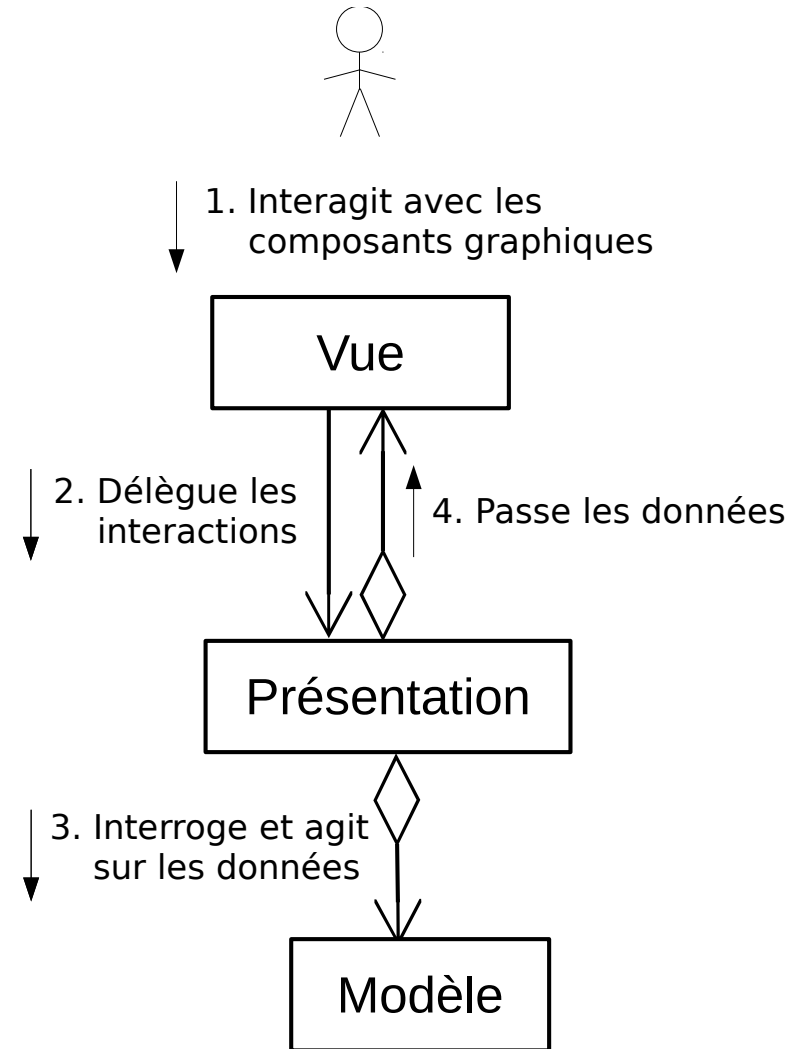 1. Interagit avec les
composants graphiques
Vue
2. Délègue les
interactions
4. Passe les données
Présentation
3. Interroge et agit
sur les données
Modèle